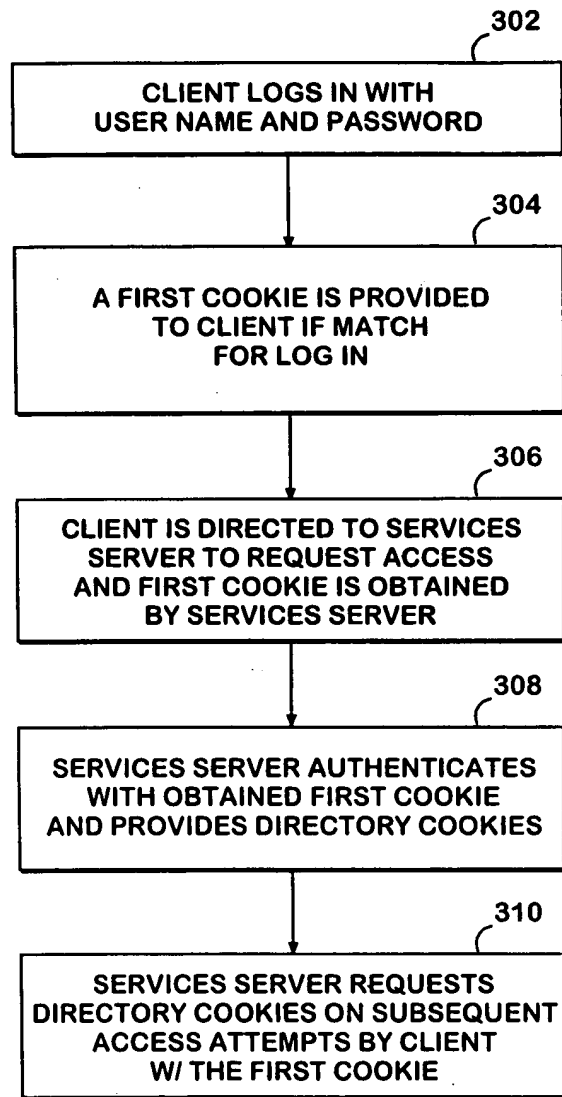 302
CLIENT LOGS IN WITH
USER NAME AND PASSWORD
304
A FIRST COOKIE IS PROVIDED
TO CLIENT IF MATCH
FOR LOG IN
306
CLIENT IS DIRECTED TO SERVICES
SERVER TO REQUEST ACCESS
AND FIRST COOKIE IS OBTAINED
BY SERVICES SERVER
308
SERVICES SERVER AUTHENTICATES
WITH OBTAINED FIRST COOKIE
AND PROVIDES DIRECTORY COOKIES
310
SERVICES SERVER REQUESTS
DIRECTORY COOKIES ON SUBSEQUENT
ACCESS ATTEMPTS BY CLIENT
W/ THE FIRST COOKIE